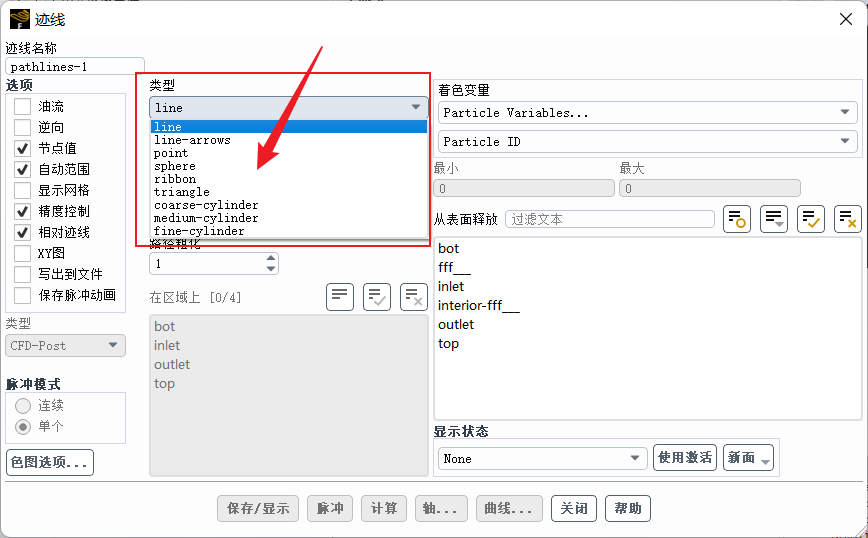 迹线
迹线名称
pathlines-1
选项
油流
逆向
节点值
自动范围
显示网格
精度控制
相对迹线
XY图
写出到文件
保存脉冲动画
类型
CFD-Post
脉冲模式
连续
单个
色图选项...
类型
line
line
line-arrows
point
sphere
ribbon
triangle
coarse-cylinder
medium-cylinder
fine-cylinder
路径粗化
1
在区域上 [0/4]
bot
inlet
outlet
top
着色变量
Particle Variables...
Particle ID
最小
最大
0
0
从表面释放
过滤文本
bot
fff___
inlet
interior-fff___
outlet
top
显示状态
None
使用激活
新面
保存/显示
脉冲
计算
轴...
曲线...
关闭
帮助